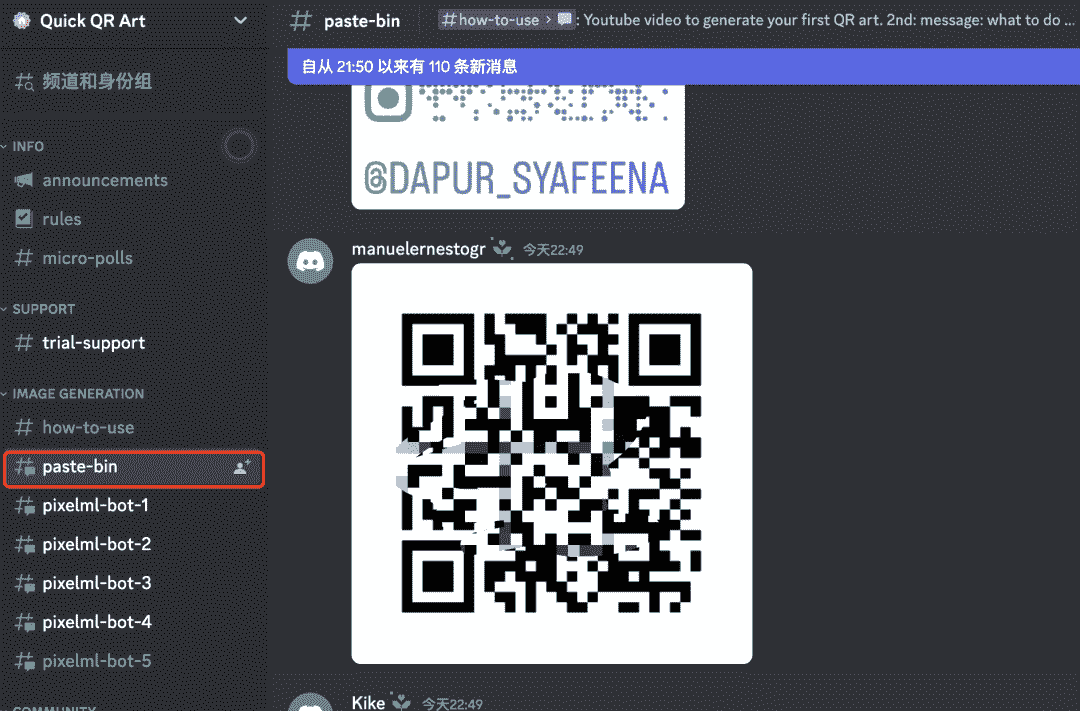 Quick QR Art
频道和身份组
INFO
announcements
rules
micro-polls
SUPPORT
trial-support
IMAGE GENERATION
how-to-use
paste-bin
pixelml-bot-1
pixelml-bot-2
pixelml-bot-3
pixelml-bot-4
pixelml-bot-5
COMMUNITY
paste-bin
#how-to-use › : Youtube video to generate your first QR art. 2nd: message: what to do ...
自从 21:50 以来有 110 条新消息
@DAPUR_SYAFEENA
manuelernestogr 今天22:49
Kike 今天22:49